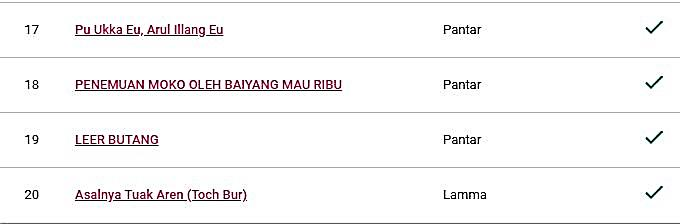 17 Pu Ukka Eu, Arul Illang Eu Pantar ✓
18 PENEMUAN MOKO OLEH BAIYANG MAU RIBU Pantar ✓
19 LEER BUTANG Pantar ✓
20 Asalnya Tuak Aren (Toch Bur) Lamma ✓